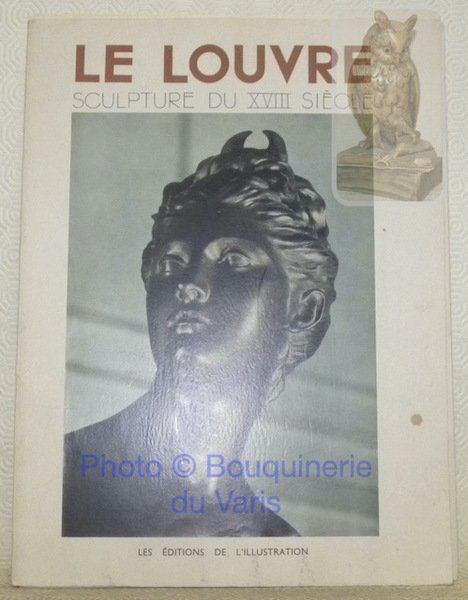 LE LOUVRE
SCULPTURE DU XVIII SIÈCLE
Photo © Bouquinerie
du Varis
LES ÉDITIONS DE L'ILLUSTRATION